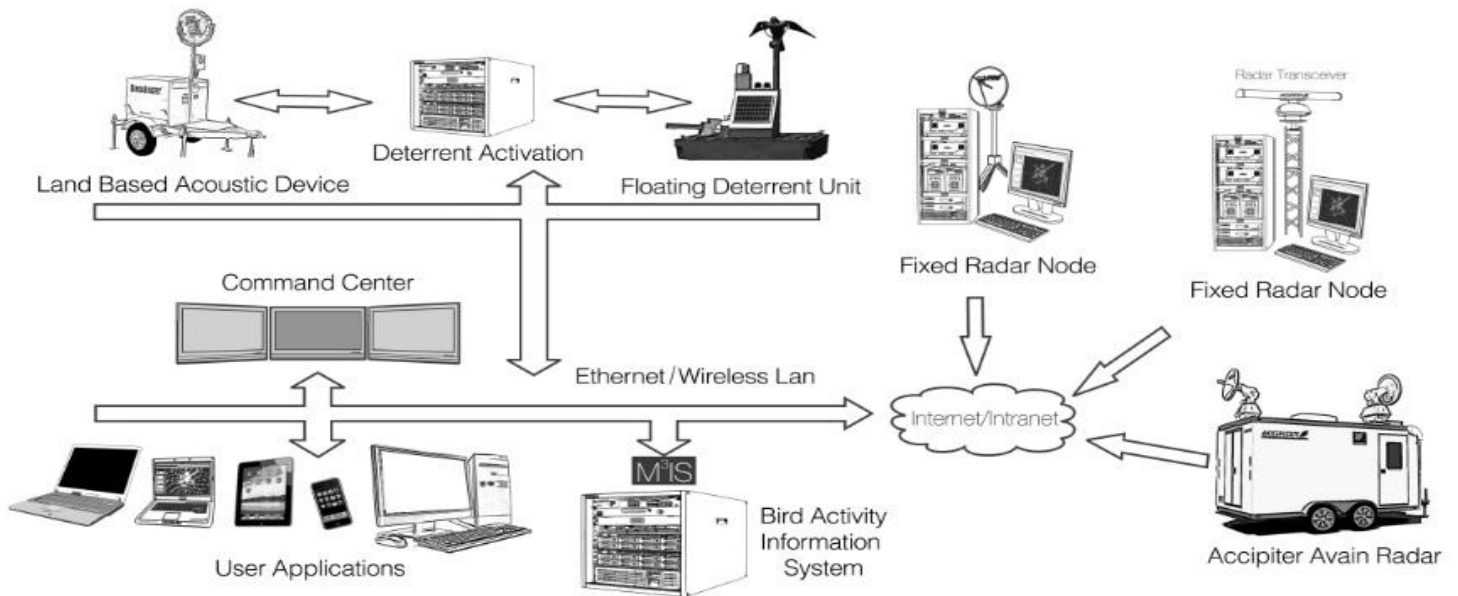 Radar Transceiver
Deterrent Activation
Land Based Acoustic Device
Floating Deterrent Unit
Fixed Radar Node
Fixed Radar Node
Command Center
Ethernet/Wireless Lan
Internet/Intranet
M³IS
Bird Activity
Information
System
User Applications
Accipiter Avain Radar